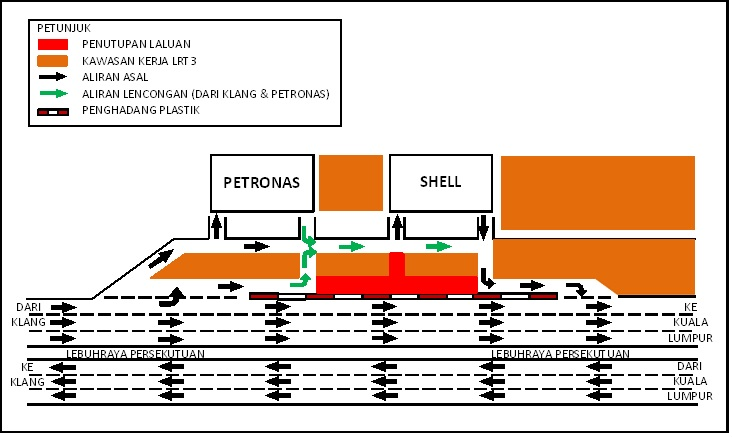 PETUNJUK
PENUTUPAN LALUAN
KAWASAN KERJA LRT 3
ALIRAN ASAL
ALIRAN LENCONGAN (DARI KLANG & PETRONAS)
PENGHADANG PLASTIK
PETRONAS
SHELL
DARI
KE
KLANG
KUALA
LUMPUR
LEBUHRAYA PERSEKUTUAN
LEBUHRAYA PERSEKUTUAN
KE
DARI
KLANG
KUALA
LUMPUR